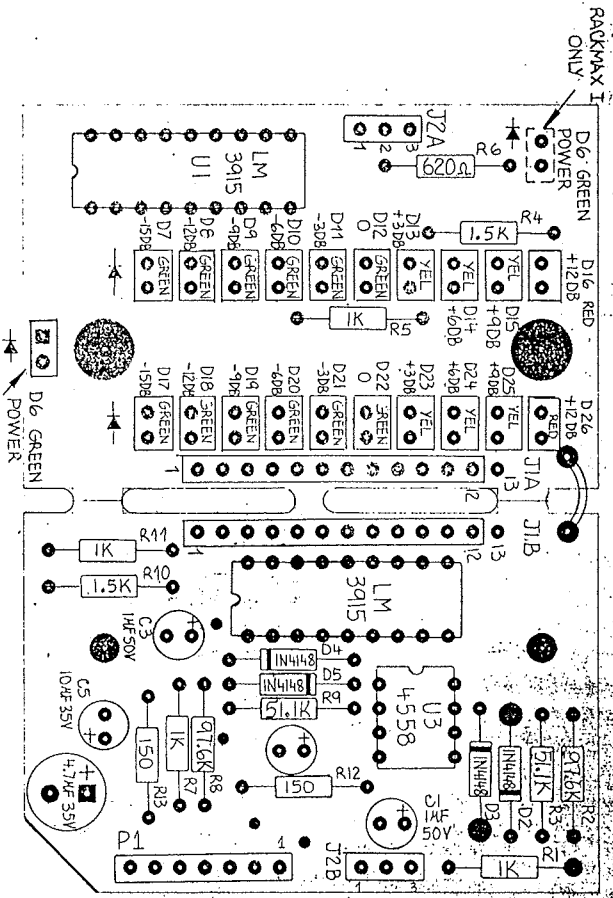 RACKMAX I
ONLY
D6 GREEN
POWER
J2A
1 2 3
R6
620Ω
LM
3915
U1
R4
1.5K
D7
-15DB
GREEN
D8
-12DB
GREEN
D9
-9DB
GREEN
D10
-6DB
GREEN
D11
-3DB
GREEN
D12
0
GREEN
D13
+3DB
YEL
D14
+6DB
YEL
D15
+9DB
YEL
D16 RED
+12DB
1K
R5
D6 GREEN
POWER
D17
-15DB
GREEN
D18
-12DB
GREEN
D19
-9DB
GREEN
D20
-6DB
GREEN
D21
-3DB
GREEN
D22
0
GREEN
D23
+3DB
YEL
D24
+6DB
YEL
D25
+9DB
YEL
D26
+12DB
RED
J1A
1 12 13
J1B
1 12 13
R11
1K
R10
1.5K
LM
3915
C3
1MF50V
D4
1N4148
D5
1N4148
R9
51.1K
U3
4558
C5
10MF35V
R13
150
R7
1K
R8
97.6K
R12
150
D3
1N4148
D2
1N4148
R3
51.1K
R2
97.6K
4.7MF35V
C1
1MF
50V
R1
1K
P1
1
J2B
1 3